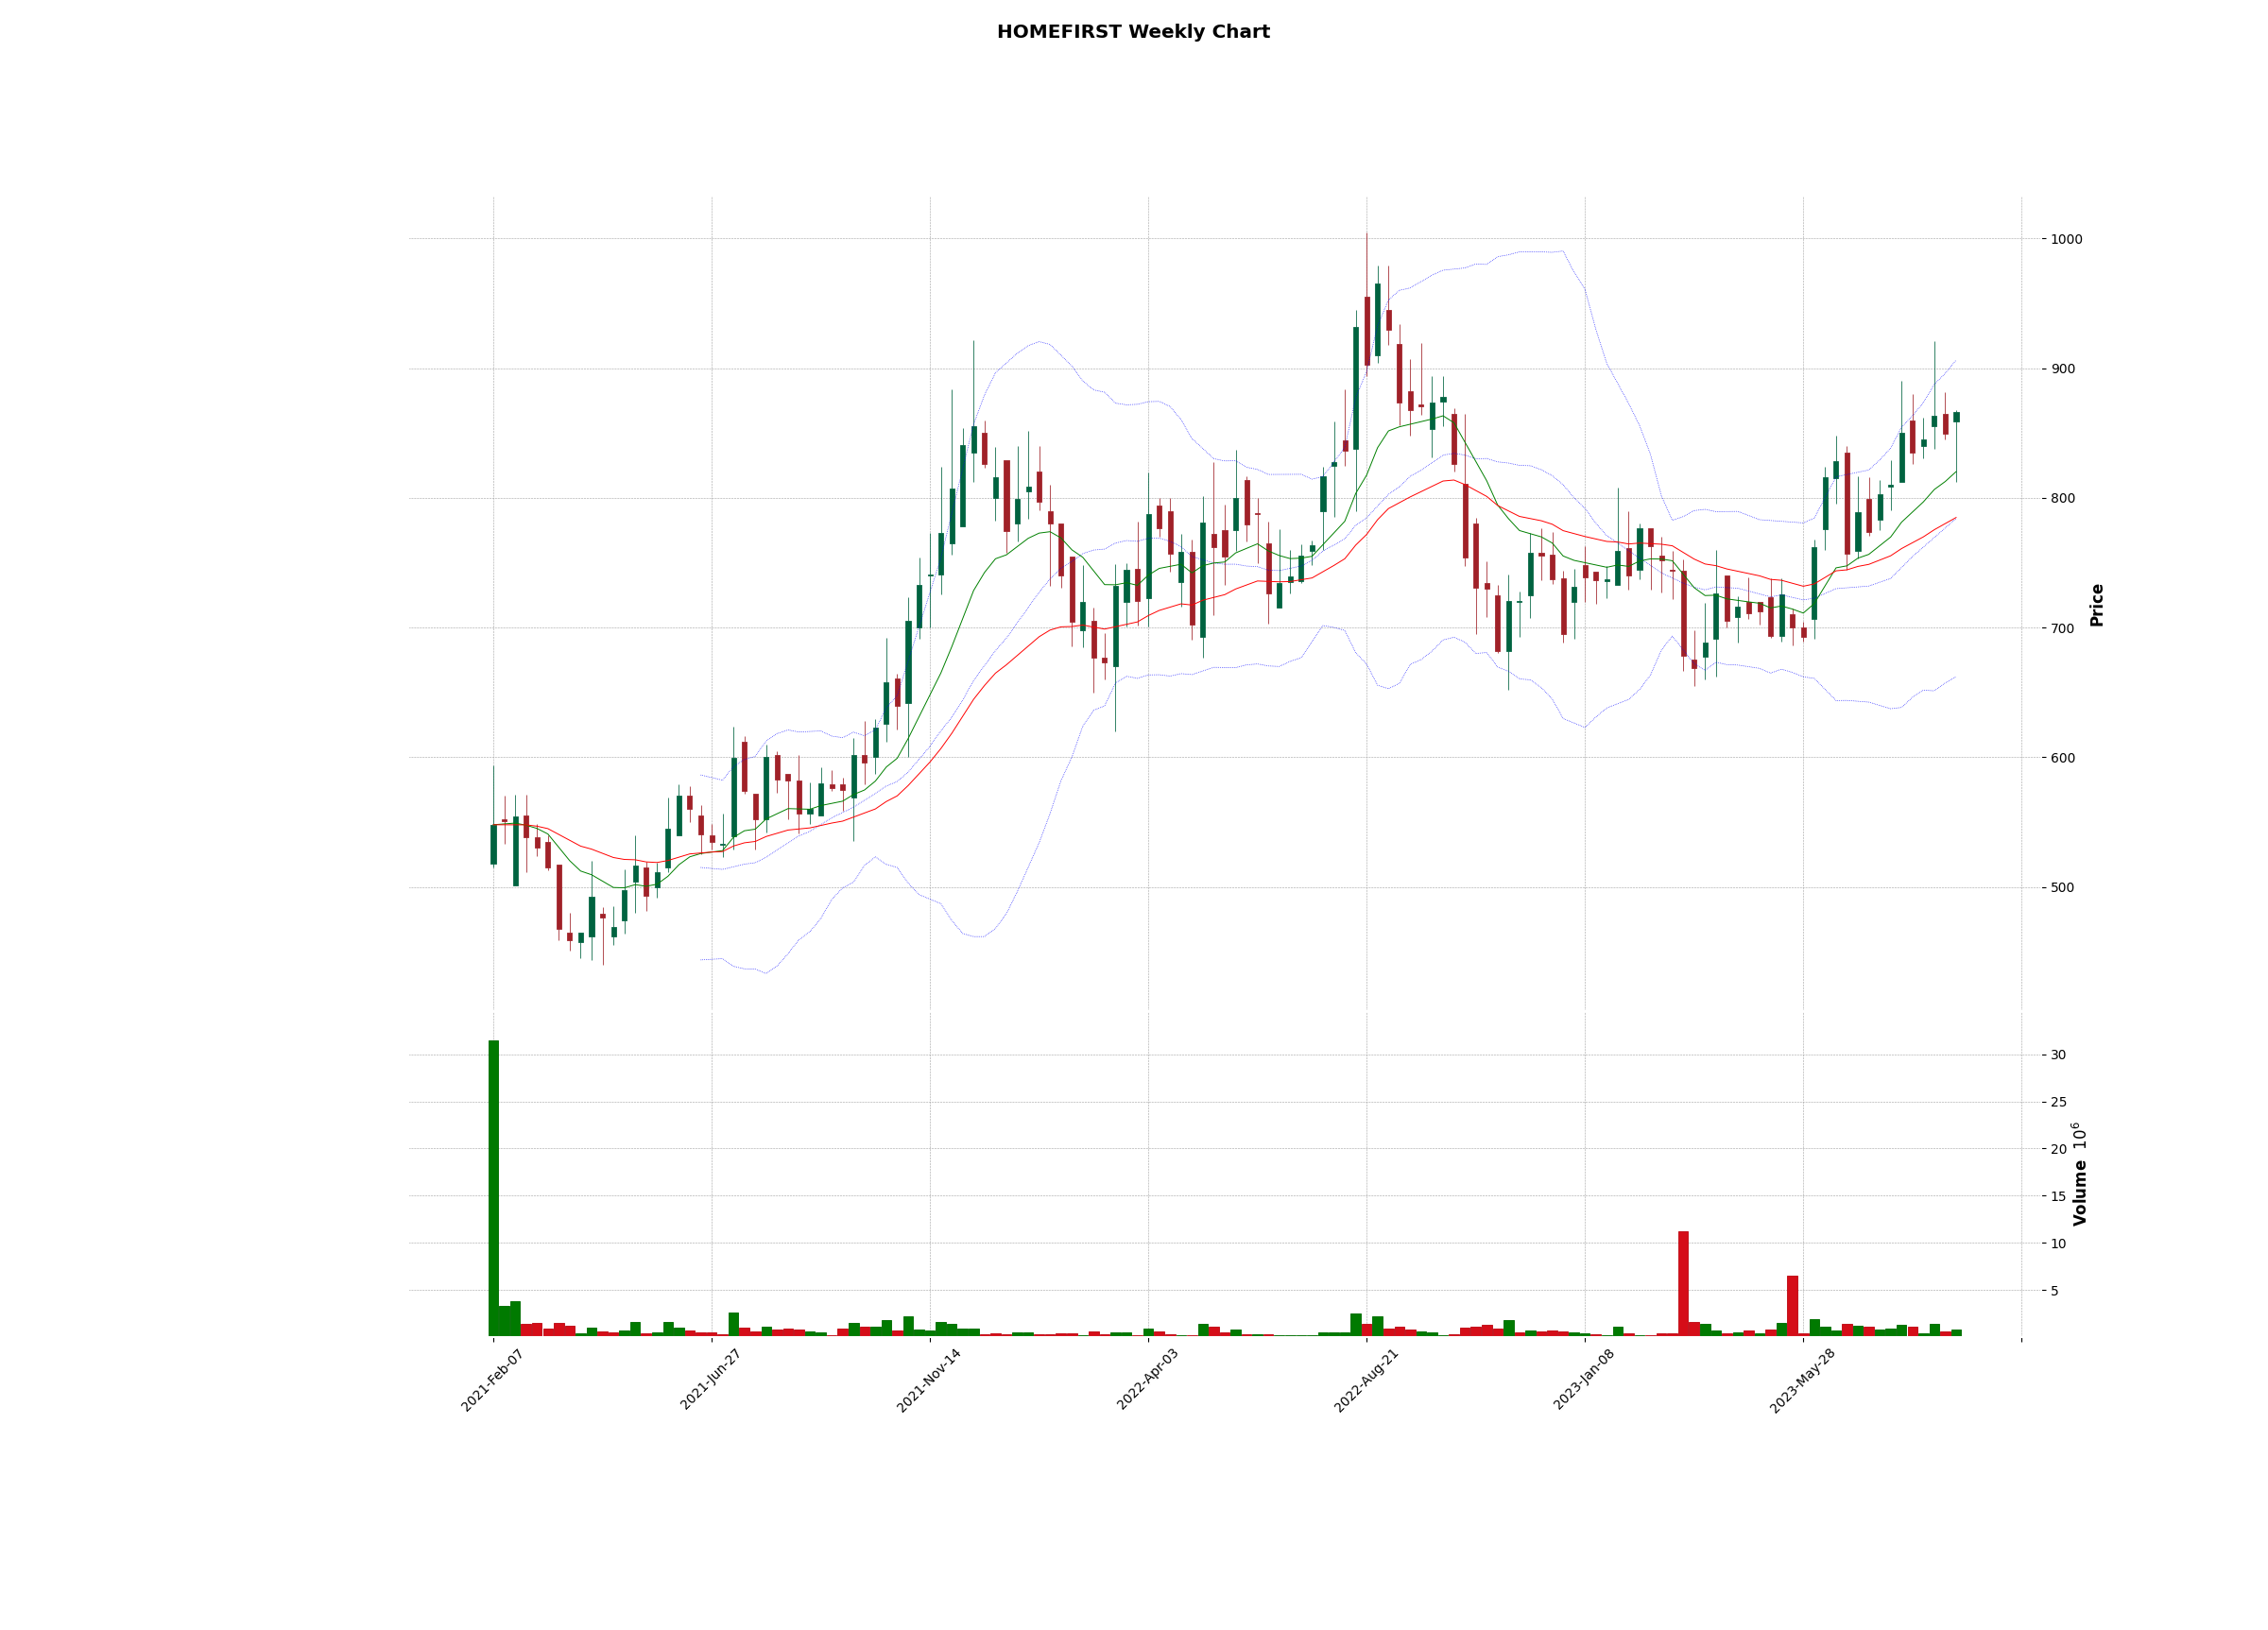 HOMEFIRST Weekly Chart
1000
900
800
700
600
500
Price
30
25
20
15
10
5
Volume 10^6
2021-Feb-07
2021-Jun-27
2021-Nov-14
2022-Apr-03
2022-Aug-21
2023-Jan-08
2023-May-28